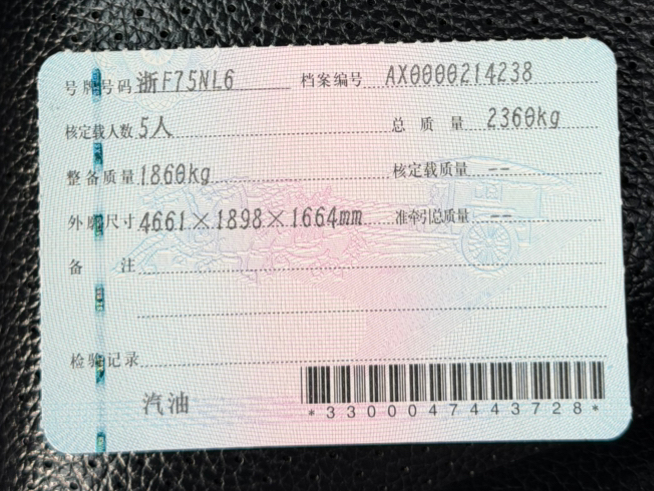 号牌号码 浙F75NL6 档案编号 AX0000214238
核定载人数 5人 总质量 2360kg
整备质量 1860kg 核定载质量 --
外廓尺寸 4661×1898×1664mm 准牵引总质量 --
备注
检验记录
汽油
*3300047443728*